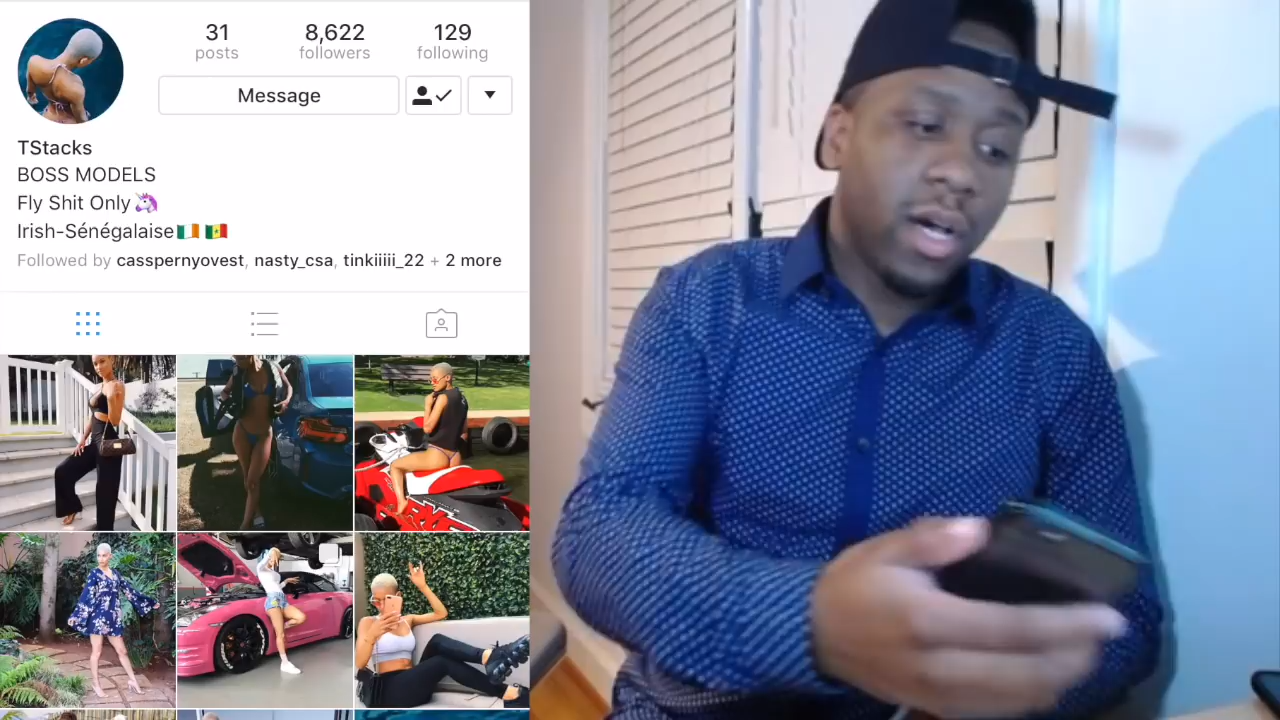 31 8,622 129
posts followers following
Message
TStacks
BOSS MODELS
Fly Shit Only🦄
Irish-Sénégalaise🇮🇪 🇸🇳
Followed by casspernyovest, nasty_csa, tinkiiiii_22 + 2 more